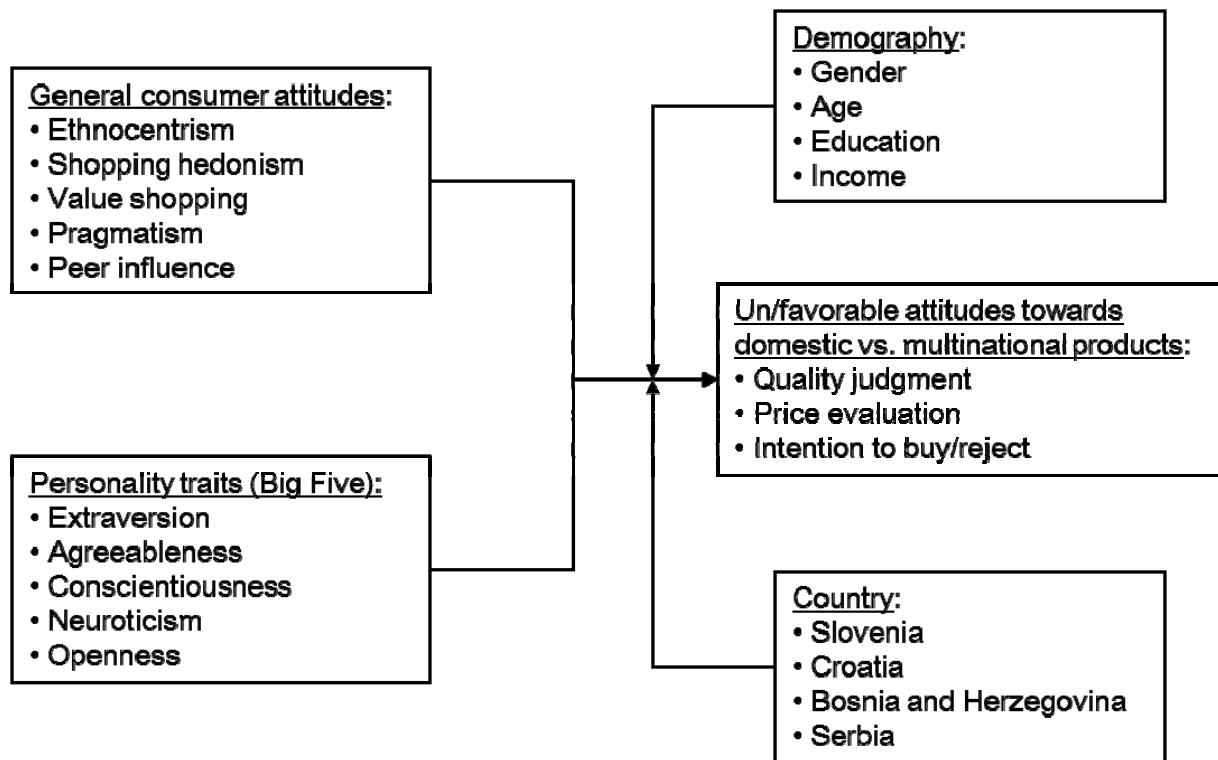 General consumer attitudes:
• Ethnocentrism
• Shopping hedonism
• Value shopping
• Pragmatism
• Peer influence
Personality traits (Big Five):
• Extraversion
• Agreeableness
• Conscientiousness
• Neuroticism
• Openness
Demography:
• Gender
• Age
• Education
• Income
Un/favorable attitudes towards
domestic vs. multinational products:
• Quality judgment
• Price evaluation
• Intention to buy/reject
Country:
• Slovenia
• Croatia
• Bosnia and Herzegovina
• Serbia